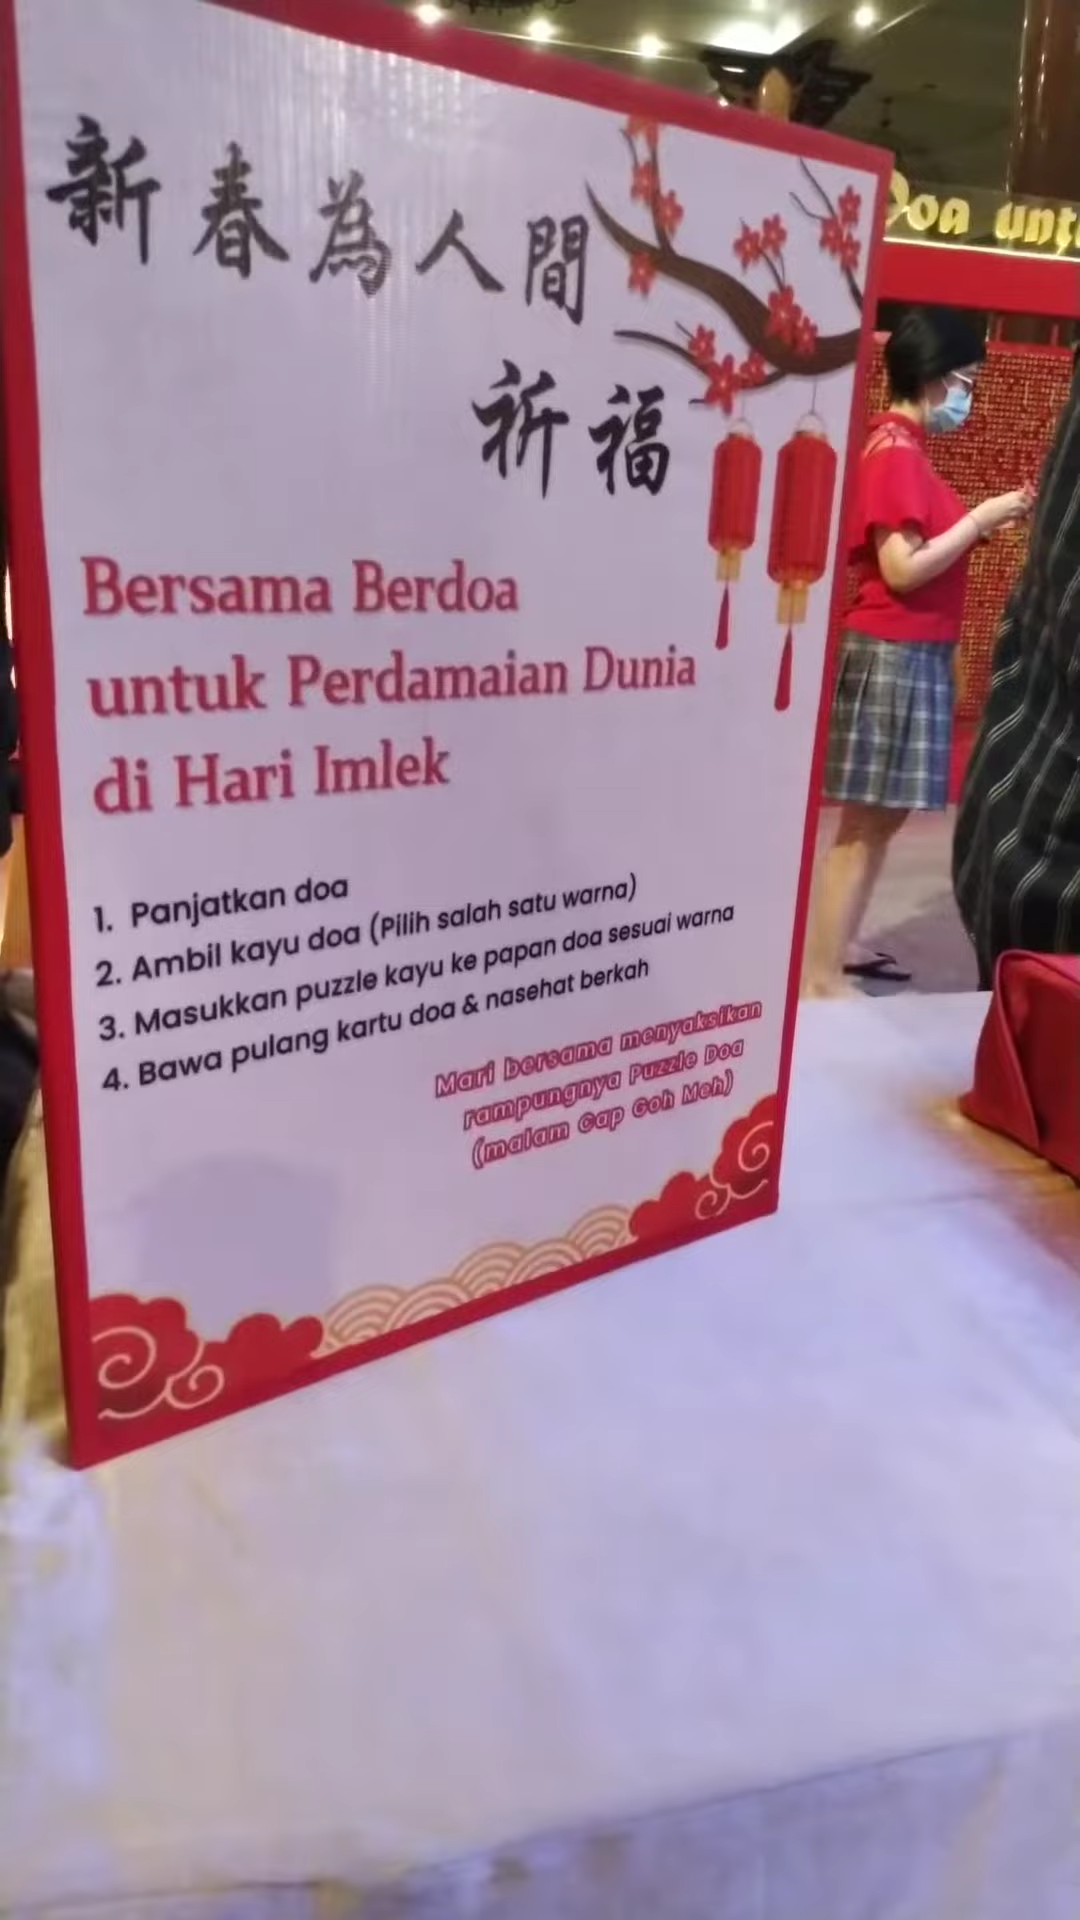 新春為人間
祈福
Bersama Berdoa
untuk Perdamaian Dunia
di Hari Imlek
1. Panjatkan doa
2. Ambil kayu doa (Pilih salah satu warna)
3. Masukkan puzzle kayu ke papan doa sesuai warna
4. Bawa pulang kartu doa & nasehat berkah
Mari bersama menyaksikan
rampungnya Puzzle Doa
(malam Cap Goh Meh)
Doa